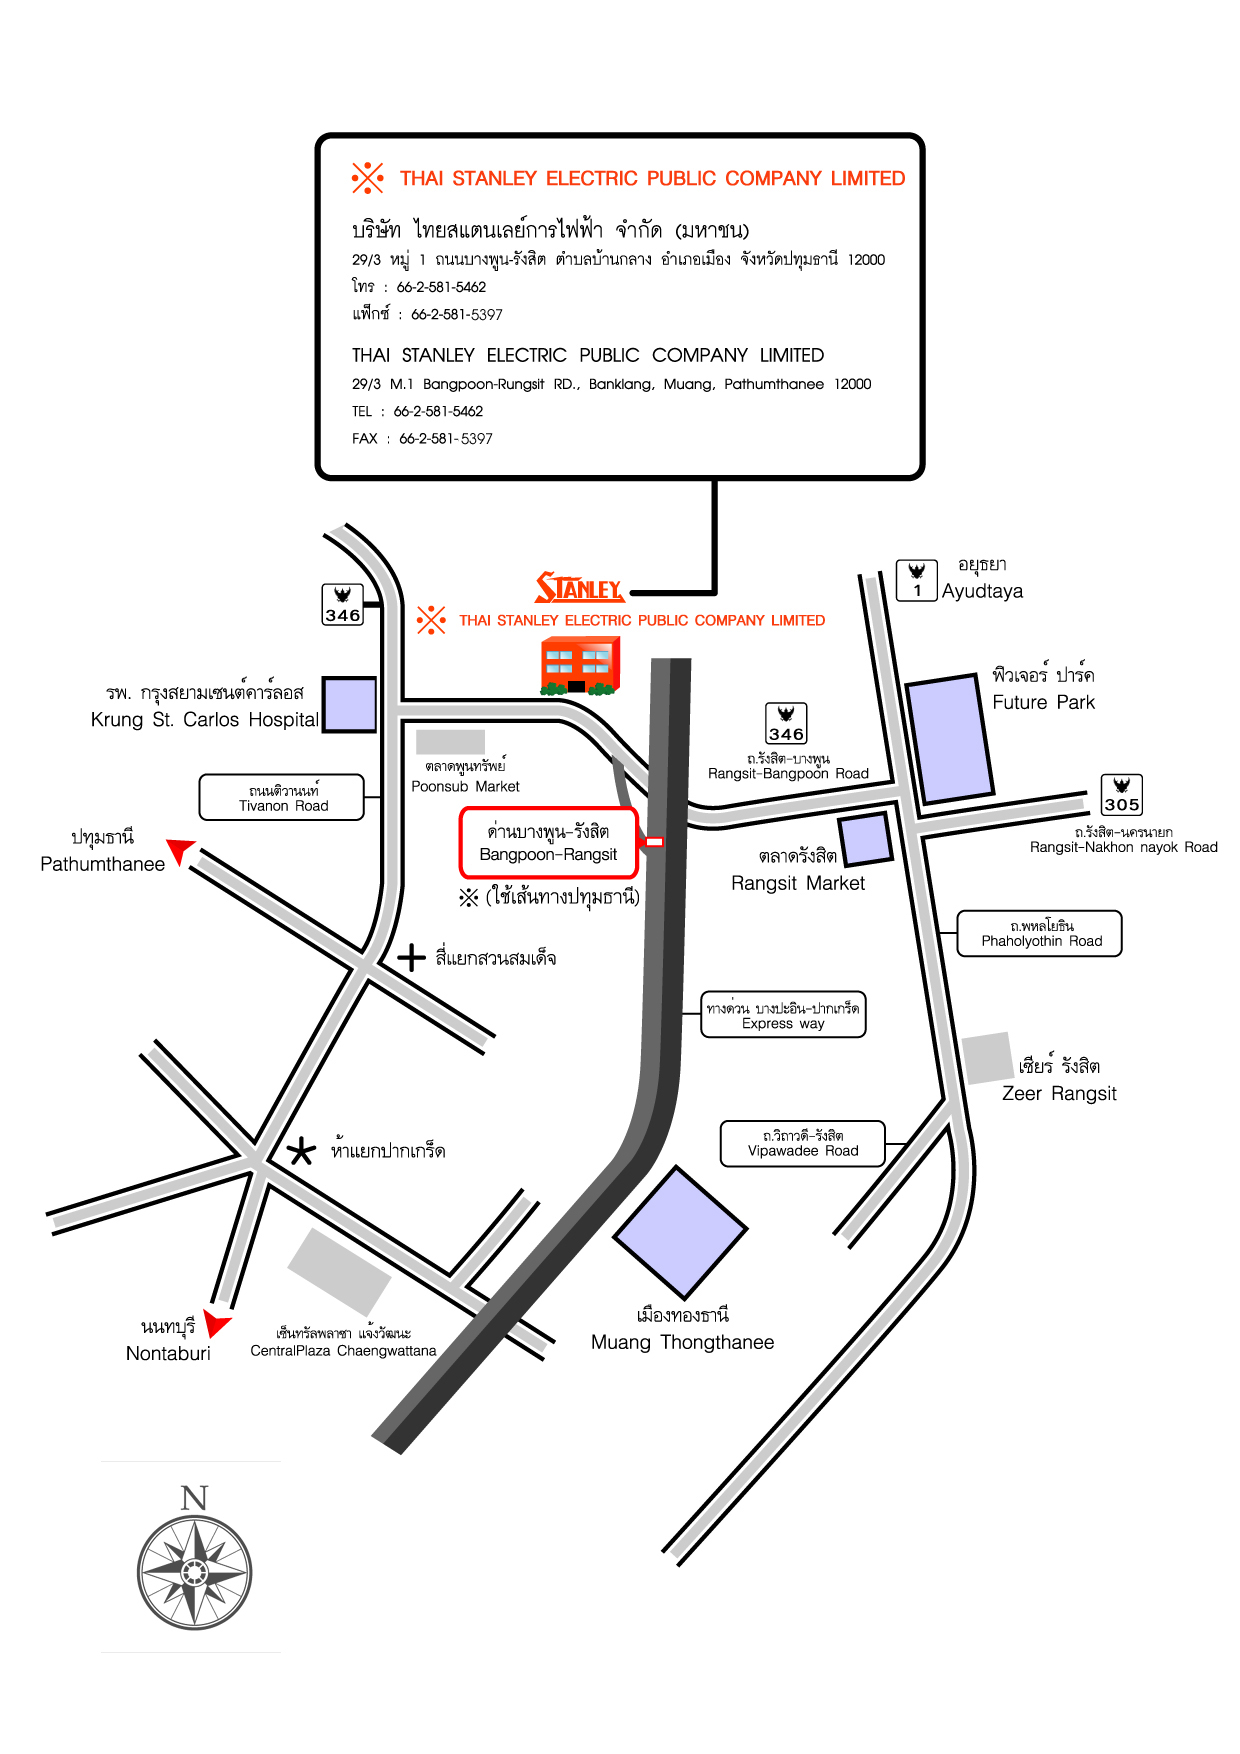 THAI STANLEY ELECTRIC PUBLIC COMPANY LIMITED
บริษัท ไทยสแตนเลย์การไฟฟ้า จำกัด (มหาชน)
29/3 หมู่ 1 ถนนบางพูน-รังสิต ตำบลบ้านกลาง อำเภอเมือง จังหวัดปทุมธานี 12000
โทร : 66-2-581-5462
แฟ็กซ์ : 66-2-581-5397
THAI STANLEY ELECTRIC PUBLIC COMPANY LIMITED
29/3 M.1 Bangpoon-Rungsit RD., Banklang, Muang, Pathumthanee 12000
TEL : 66-2-581-5462
FAX : 66-2-581-5397
อยุธยา
Ayudtaya
1
STANLEY
346
※ THAI STANLEY ELECTRIC PUBLIC COMPANY LIMITED
รพ. กรุงสยามเซนต์คาร์ลอส
Krung St. Carlos Hospital
ฟิวเจอร์ ปาร์ค
Future Park
346
ถ.รังสิต-บางพูน
Rangsit-Bangpoon Road
ตลาดพูนทรัพย์
Poonsub Market
ถนนติวานนท์
Tivanon Road
305
ถ.รังสิต-นครนายก
Rangsit-Nakhon nayok Road
ปทุมธานี
Pathumthanee
ด่านบางพูน-รังสิต
Bangpoon-Rangsit
※ (ใช้เส้นทางปทุมธานี)
ตลาดรังสิต
Rangsit Market
ถ.พหลโยธิน
Phaholyothin Road
สี่แยกสวนสมเด็จ
ทางด่วน บางปะอิน-ปากเกร็ด
Express way
เซียร์ รังสิต
Zeer Rangsit
ถ.วิถาวดี-รังสิต
Vipawadee Road
ห้าแยกปากเกร็ด
นนทบุรี
Nontaburi
เซ็นทรัลพลาซา แจ้งวัฒนะ
CentralPlaza Chaengwattana
เมืองทองธานี
Muang Thongthanee
N